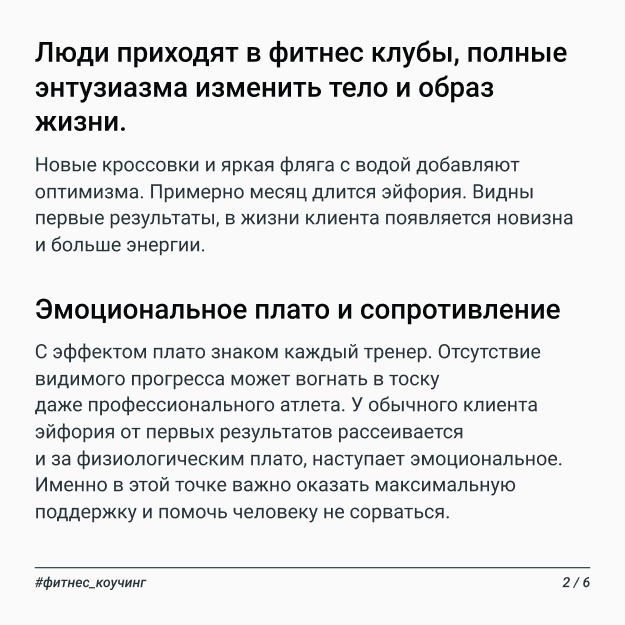 Люди приходят в фитнес клубы, полные
энтузиазма изменить тело и образ
жизни.
Новые кроссовки и яркая фляга с водой добавляют
оптимизма. Примерно месяц длится эйфория. Видны
первые результаты, в жизни клиента появляется новизна
и больше энергии.
Эмоциональное плато и сопротивление
С эффектом плато знаком каждый тренер. Отсутствие
видимого прогресса может вогнать в тоску
даже профессионального атлета. У обычного клиента
эйфория от первых результатов рассеивается
и за физиологическим плато, наступает эмоциональное.
Именно в этой точке важно оказать максимальную
поддержку и помочь человеку не сорваться.
#фитнес_коучинг
2 / 6